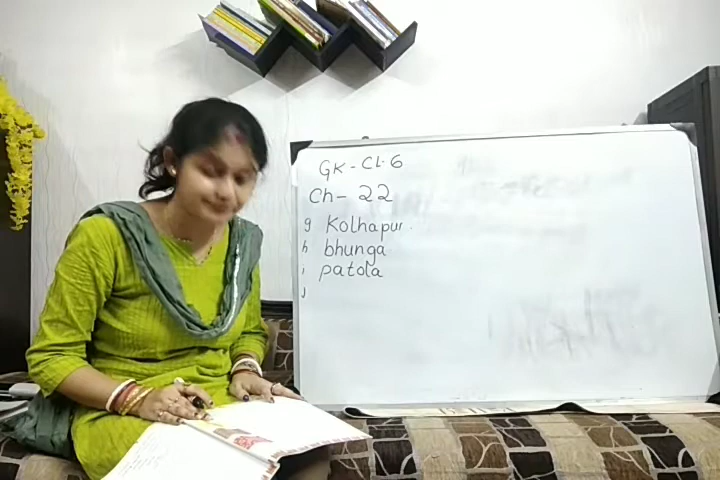 GK - Cl. 6
Ch - 22
g Kolhapur.
h bhunga
i patola
j